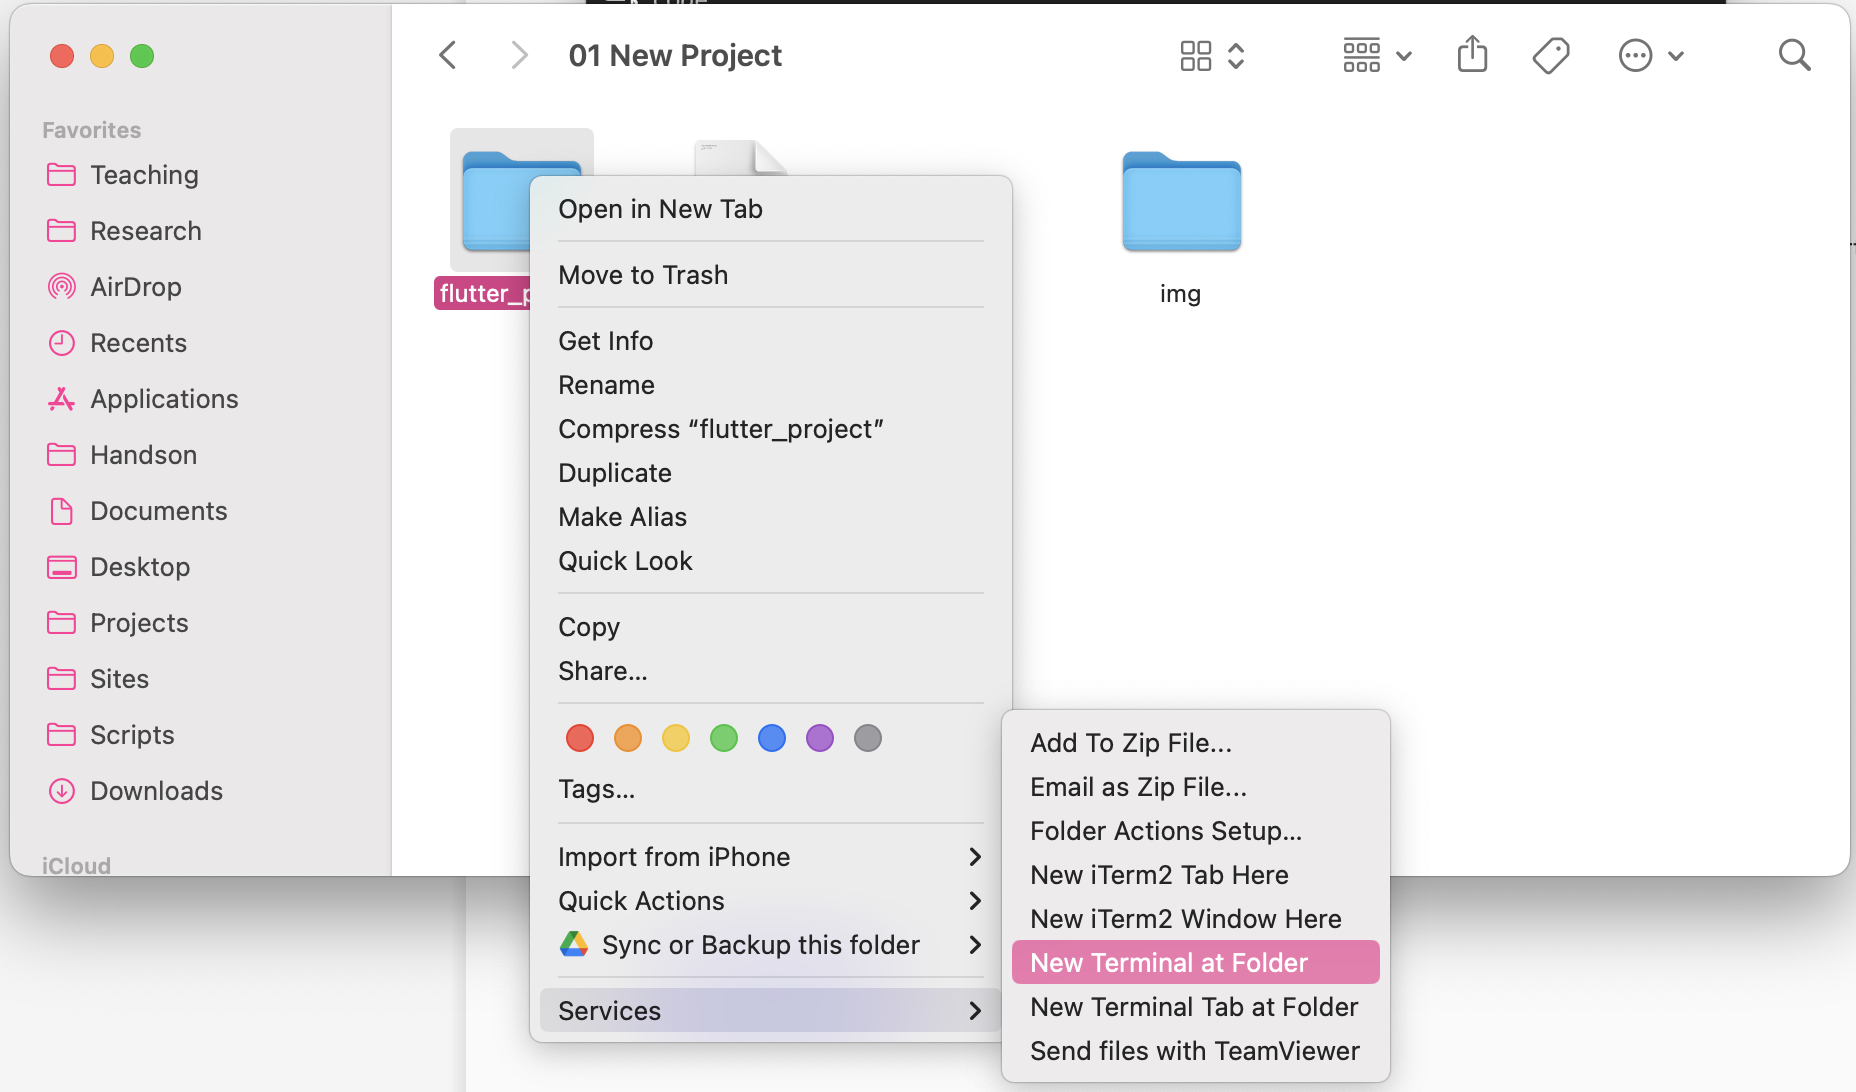 01 New Project
Favorites
Teaching
Research
AirDrop
Recents
Applications
Handson
Documents
Desktop
Projects
Sites
Scripts
Downloads
iCloud
flutter_p
img
Open in New Tab
Move to Trash
Get Info
Rename
Compress “flutter_project”
Duplicate
Make Alias
Quick Look
Copy
Share...
Tags...
Import from iPhone
Quick Actions
Sync or Backup this folder
Services
Add To Zip File...
Email as Zip File...
Folder Actions Setup...
New iTerm2 Tab Here
New iTerm2 Window Here
New Terminal at Folder
New Terminal Tab at Folder
Send files with TeamViewer